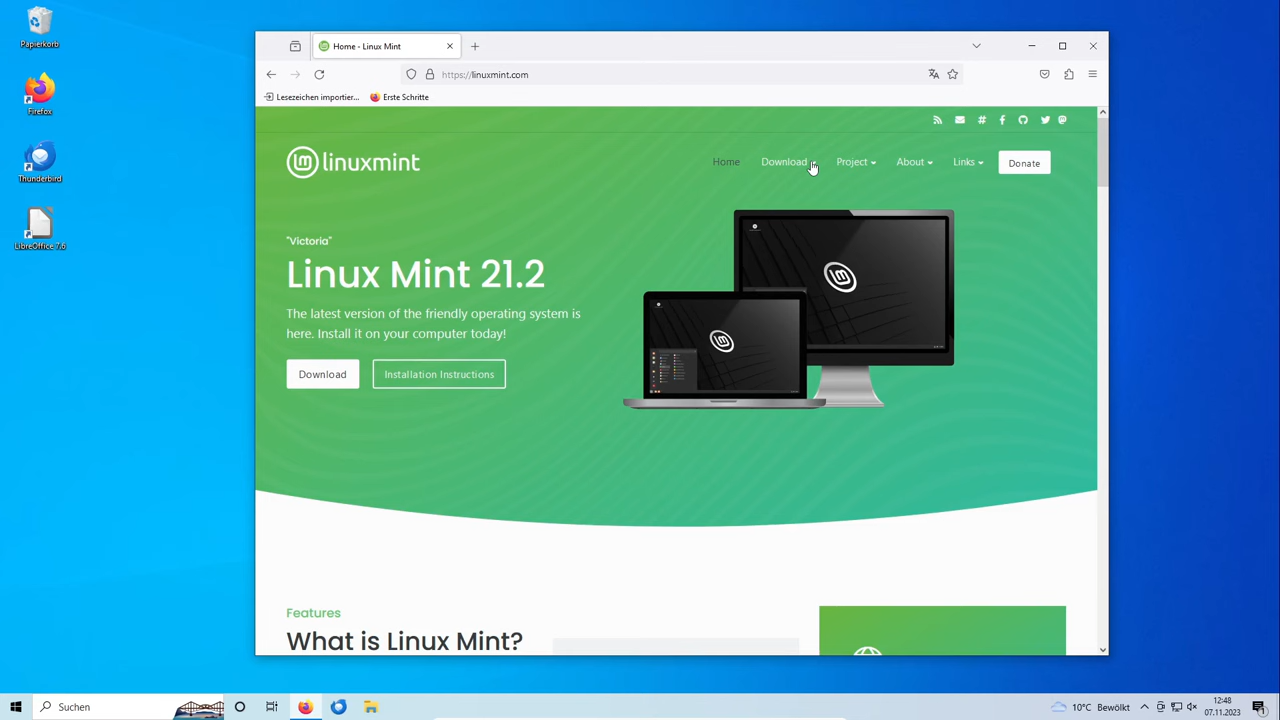 Papierkorb
Firefox
Thunderbird
LibreOffice 7.6
Home - Linux Mint
https://linuxmint.com
Lesezeichen importier...
Erste Schritte
linuxmint
Home
Download
Project
About
Links
Donate
"Victoria"
Linux Mint 21.2
The latest version of the friendly operating system is
here. Install it on your computer today!
Download
Installation Instructions
Features
What is Linux Mint?
Suchen
10°C Bewölkt
12:48
07.11.2023